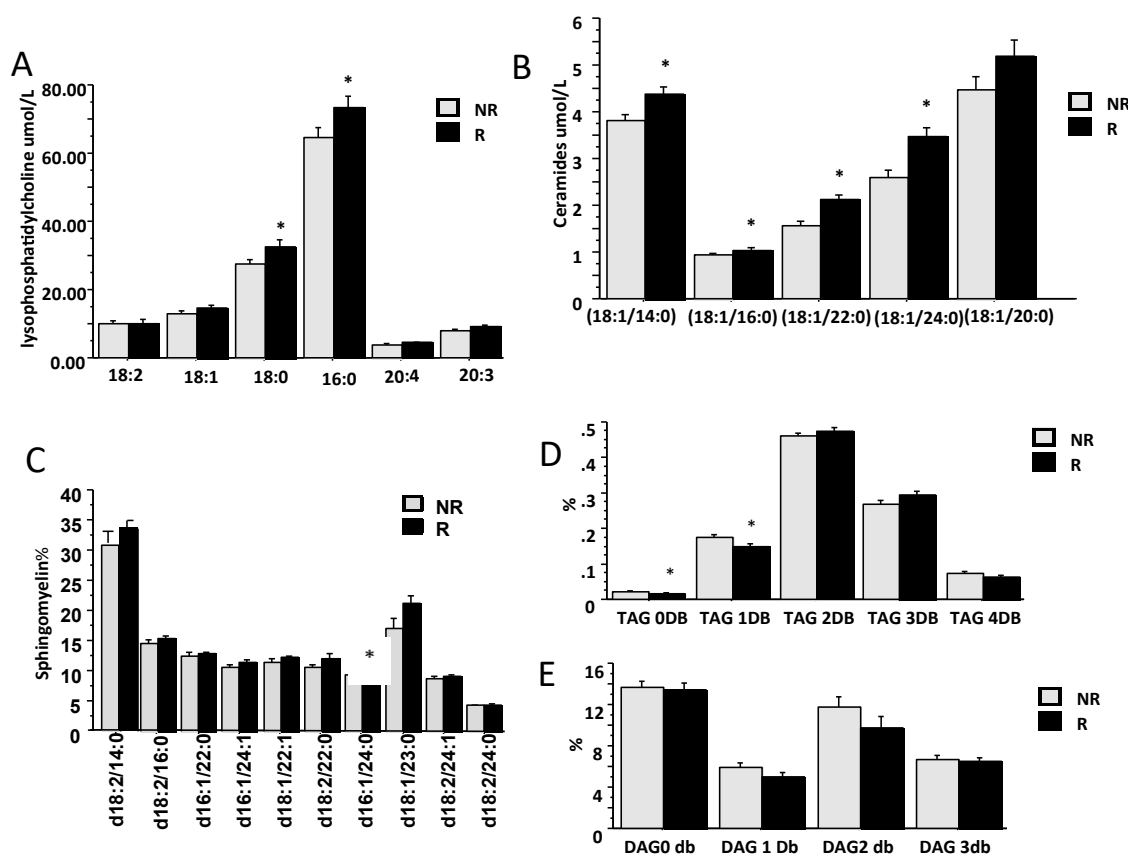 A
lysophosphatidylcholine umol/L
80.00
60.00
40.00
20.00
0.00
18:2 18:1 18:0 16:0 20:4 20:3
* *
NR
R
B
Ceramides umol/L
6
5
4
3
2
1
0
(18:1/14:0) (18:1/16:0) (18:1/22:0) (18:1/24:0) (18:1/20:0)
* * * *
NR
R
C
Sphingomyelin%
40
35
30
25
20
15
10
5
0
d18:2/14:0
d18:2/16:0
d16:1/22:0
d16:1/24:1
d18:1/22:1
d18:2/22:0
d16:1/24:0
d18:1/23:0
d18:2/24:1
d18:2/24:0
*
NR
R
D
%
.5
.4
.3
.2
.1
0
TAG 0DB TAG 1DB TAG 2DB TAG 3DB TAG 4DB
* *
NR
R
E
%
16
12
8
4
0
DAG0 db DAG 1 Db DAG2 db DAG 3db
NR
R